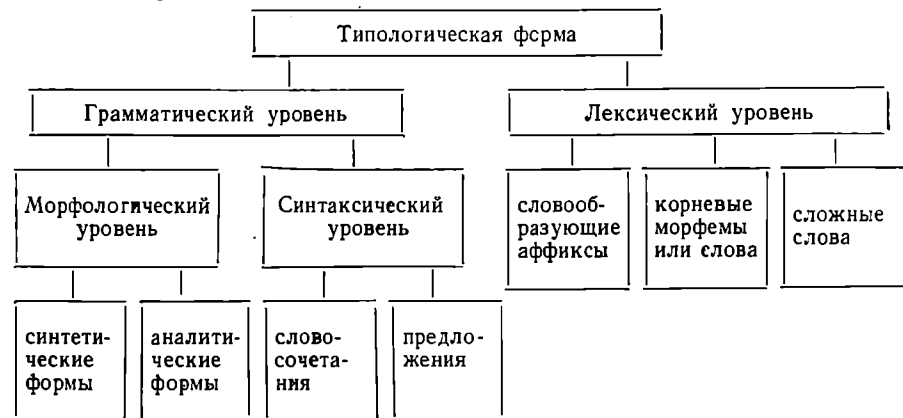 Типологическая форма
Грамматический уровень
Лексический уровень
Морфологический
уровень
Синтаксический
уровень
словооб-
разующие
аффиксы
корневые
морфемы
или слова
сложные
слова
синтети-
ческие
формы
аналити-
ческие
формы
слово-
сочета-
ния
предло-
жения